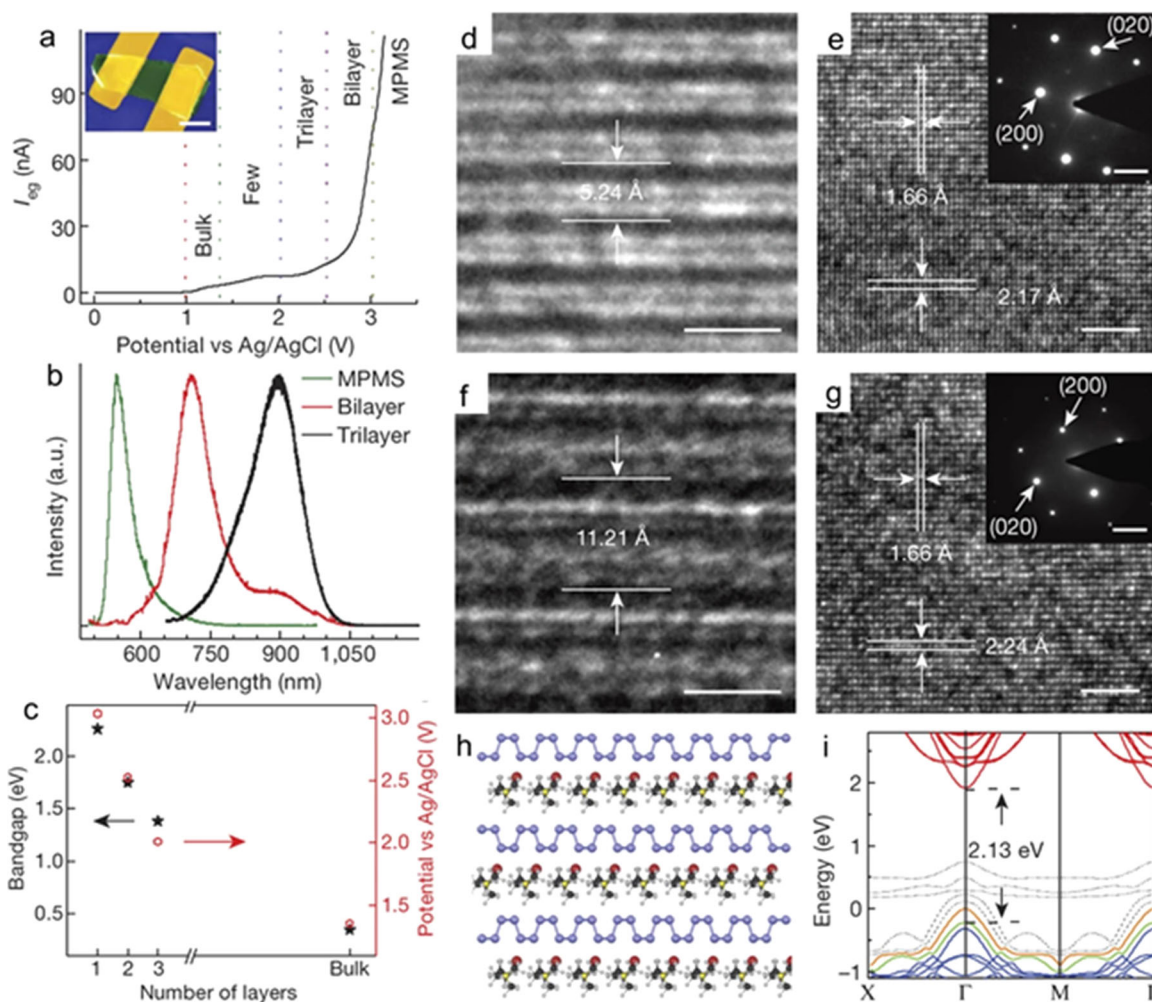 a
I_eg (nA)
90
60
30
0
Bulk
Few
Trilayer
Bilayer
MPMS
0 1 2 3
Potential vs Ag/AgCl (V)
b
MPMS
Bilayer
Trilayer
Intensity (a.u.)
600 750 900 1,050
Wavelength (nm)
c
Bandgap (eV)
2.0
1.5
1.0
0.5
Potential vs Ag/AgCl (V)
3.0
2.5
2.0
1.5
1 2 3 Bulk
Number of layers
d
5.24 Å
e
(020)
(200)
1.66 Å
2.17 Å
f
11.21 Å
g
(200)
(020)
1.66 Å
2.24 Å
h
i
Energy (eV)
2
0
−1
2.13 eV
X Γ M